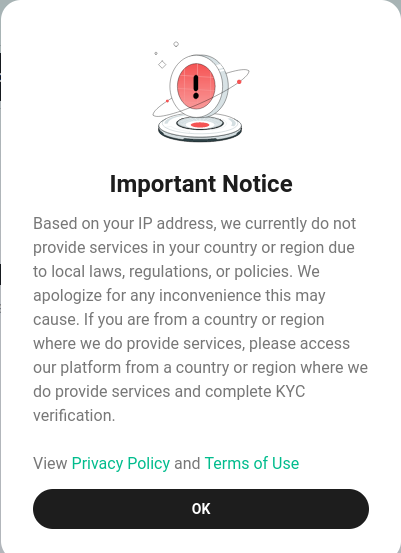 Important Notice
Based on your IP address, we currently do not
provide services in your country or region due
to local laws, regulations, or policies. We
apologize for any inconvenience this may
cause. If you are from a country or region
where we do provide services, please access
our platform from a country or region where we
do provide services and complete KYC
verification.
View Privacy Policy and Terms of Use
OK